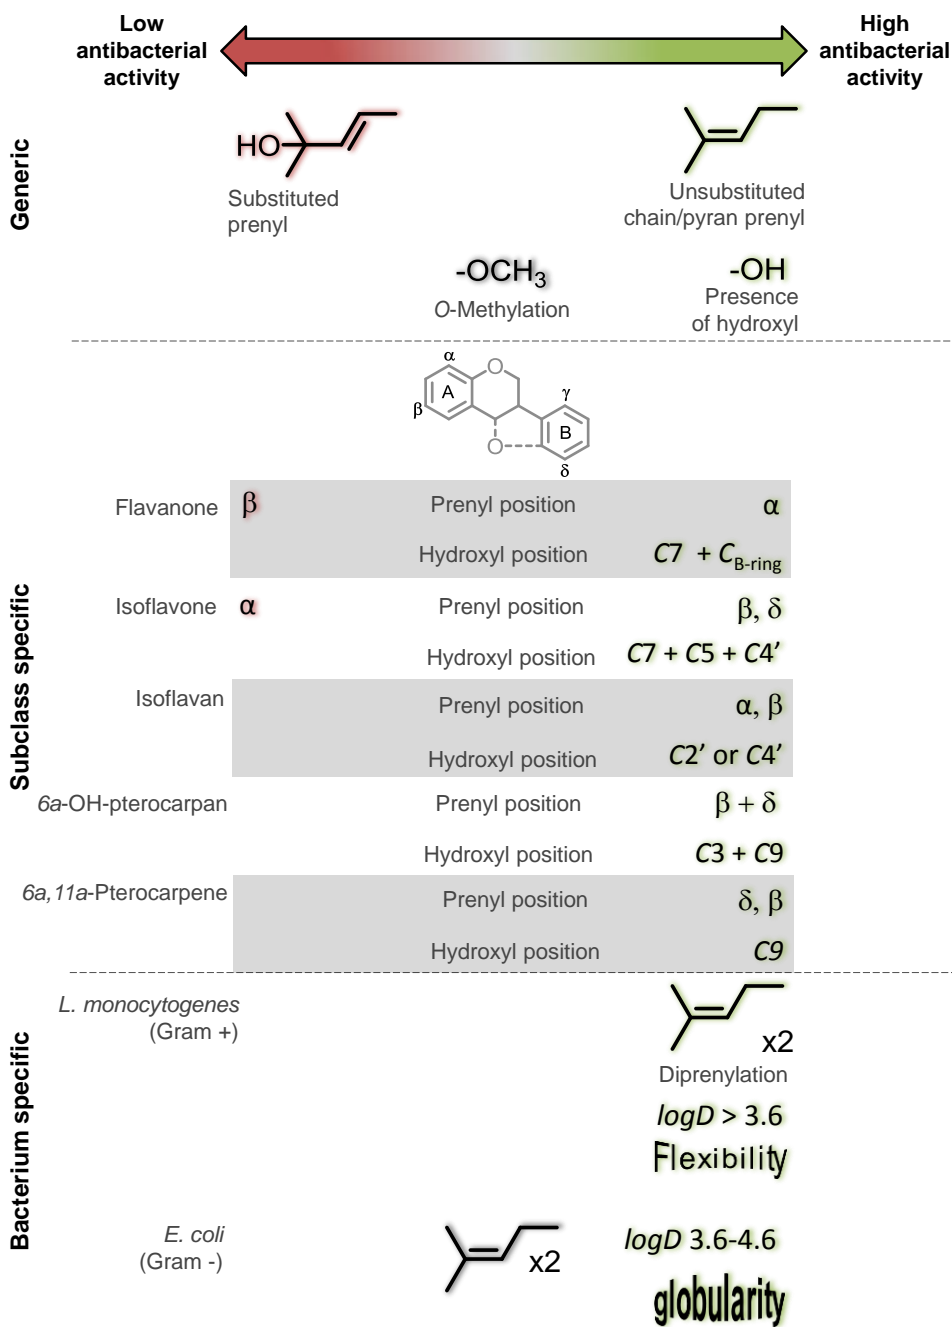 Low
antibacterial
activity
High
antibacterial
activity
Generic
HO
Substituted
prenyl
Unsubstituted
chain/pyran prenyl
-OCH3
O-Methylation
-OH
Presence
of hydroxyl
α
O
A
β
γ
B
O
δ
Subclass specific
Flavanone β Prenyl position α
Hydroxyl position C7 + CB-ring
Isoflavone α Prenyl position β, δ
Hydroxyl position C7 + C5 + C4’
Isoflavan Prenyl position α, β
Hydroxyl position C2’ or C4’
6a-OH-pterocarpan Prenyl position β + δ
Hydroxyl position C3 + C9
6a,11a-Pterocarpene Prenyl position δ, β
Hydroxyl position C9
Bacterium specific
L. monocytogenes
(Gram +)
x2
Diprenylation
logD > 3.6
Flexibility
E. coli
(Gram -)
x2
logD 3.6-4.6
globularity